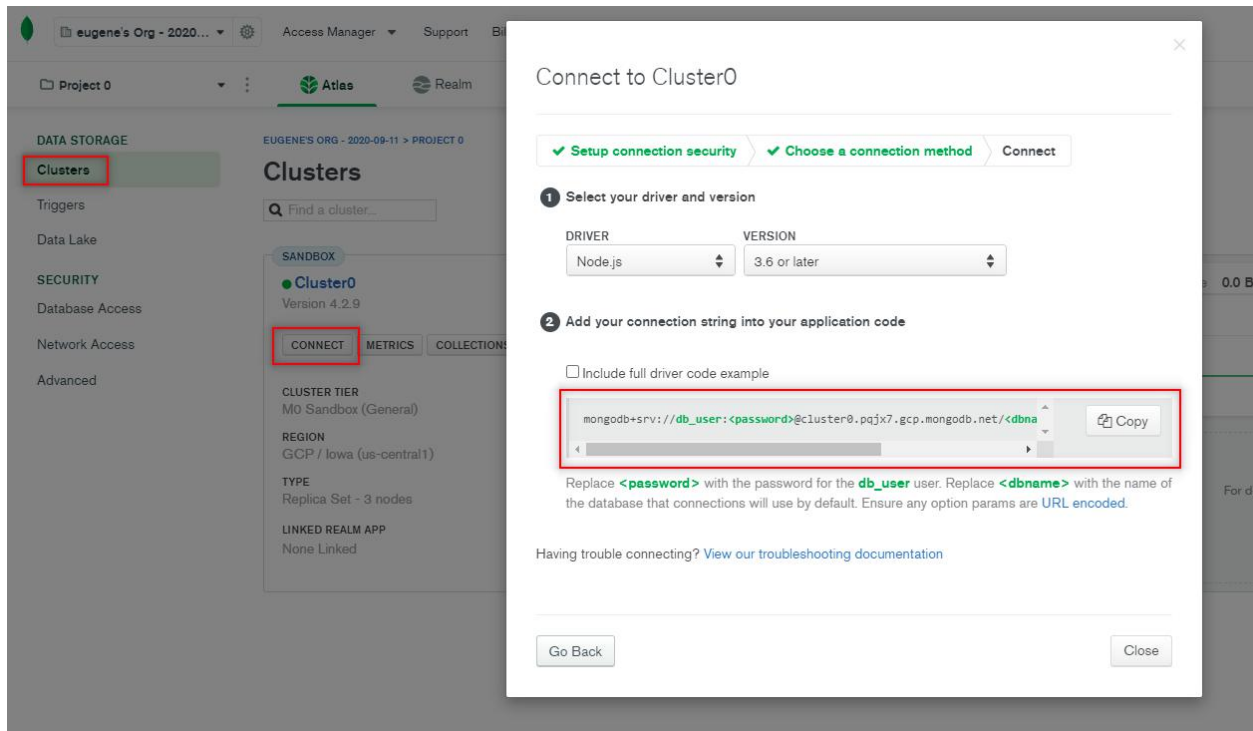 eugene's Org - 2020...
Access Manager
Support
Project 0
Atlas
Realm
DATA STORAGE
Clusters
Triggers
Data Lake
SECURITY
Database Access
Network Access
Advanced
EUGENE'S ORG - 2020-09-11 > PROJECT 0
Clusters
Find a cluster...
SANDBOX
Cluster0
Version 4.2.9
CONNECT METRICS COLLECTIONS
CLUSTER TIER
M0 Sandbox (General)
REGION
GCP / Iowa (us-central1)
TYPE
Replica Set - 3 nodes
LINKED REALM APP
None Linked
Connect to Cluster0
Setup connection security
Choose a connection method
Connect
1 Select your driver and version
DRIVER VERSION
Node.js 3.6 or later
2 Add your connection string into your application code
Include full driver code example
mongodb+srv://db_user:<password>@cluster0.pqjx7.gcp.mongodb.net/<dbna
Copy
Replace <password> with the password for the db_user user. Replace <dbname> with the name of
the database that connections will use by default. Ensure any option params are URL encoded.
Having trouble connecting? View our troubleshooting documentation
Go Back
Close
0.0 B
For d